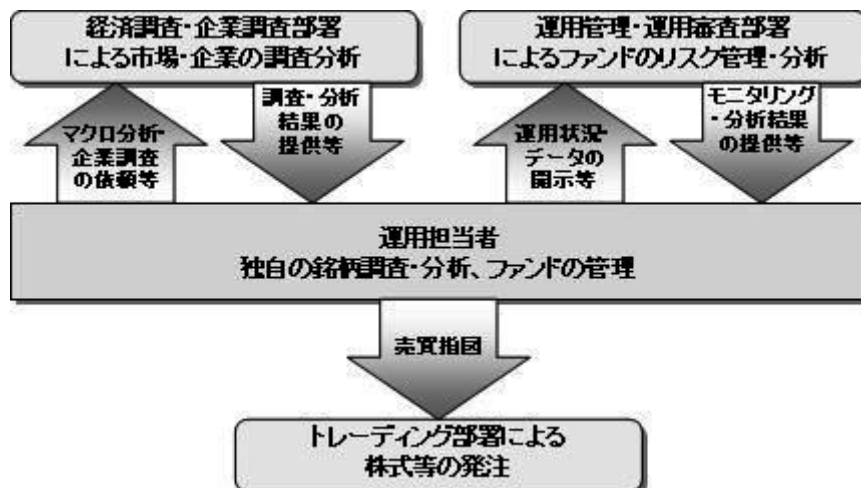 経済調査・企業調査部署
による市場・企業の調査分析
運用管理・運用審査部署
によるファンドのリスク管理・分析
マクロ分析・
企業調査
の依頼等
調査・分析
結果の
提供等
運用状況・
データの
開示等
モニタリング
・分析結果
の提供等
運用担当者
独自の銘柄調査・分析、ファンドの管理
売買指図
トレーディング部署による
株式等の発注